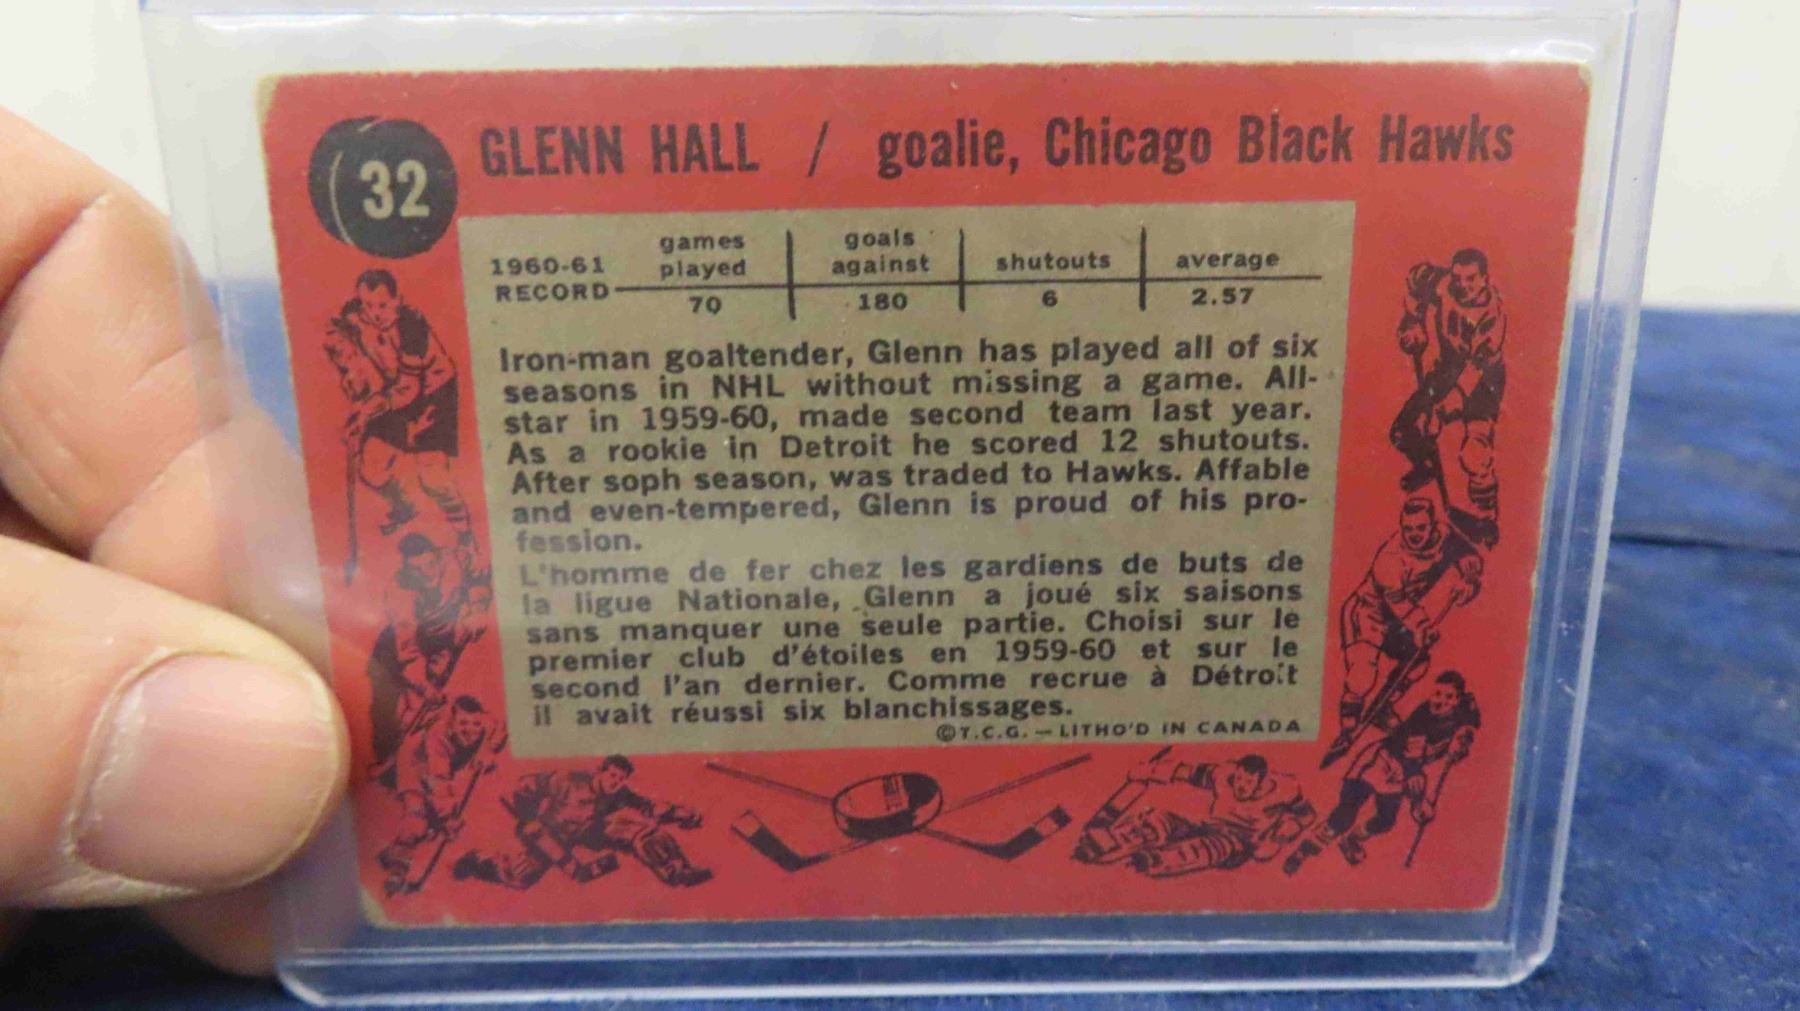 32
GLENN HALL / goalie, Chicago Black Hawks
games goals
1960-61 played against shutouts average
RECORD 70 180 6 2.57
Iron-man goaltender, Glenn has played all of six
seasons in NHL without missing a game. All-
star in 1959-60, made second team last year.
As a rookie in Detroit he scored 12 shutouts.
After soph season, was traded to Hawks. Affable
and even-tempered, Glenn is proud of his pro-
fession.
L'homme de fer chez les gardiens de buts de
la ligue Nationale, Glenn a joué six saisons
sans manquer une seule partie. Choisi sur le
premier club d'étoiles en 1959-60 et sur le
second l'an dernier. Comme recrue à Détroit
il avait réussi six blanchissages.
©T.C.G. — LITHO'D IN CANADA